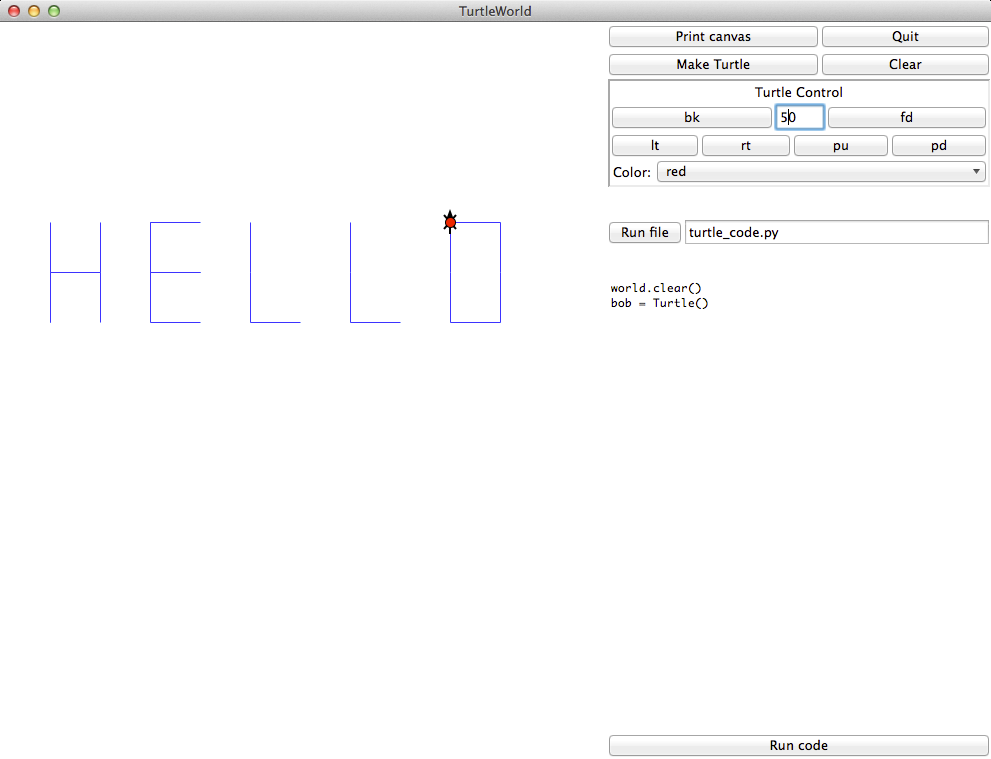 TurtleWorld
Print canvas Quit
Make Turtle Clear
Turtle Control
bk 50 fd
lt rt pu pd
Color: red
HELLO
Run file turtle_code.py
world.clear()
bob = Turtle()
Run code